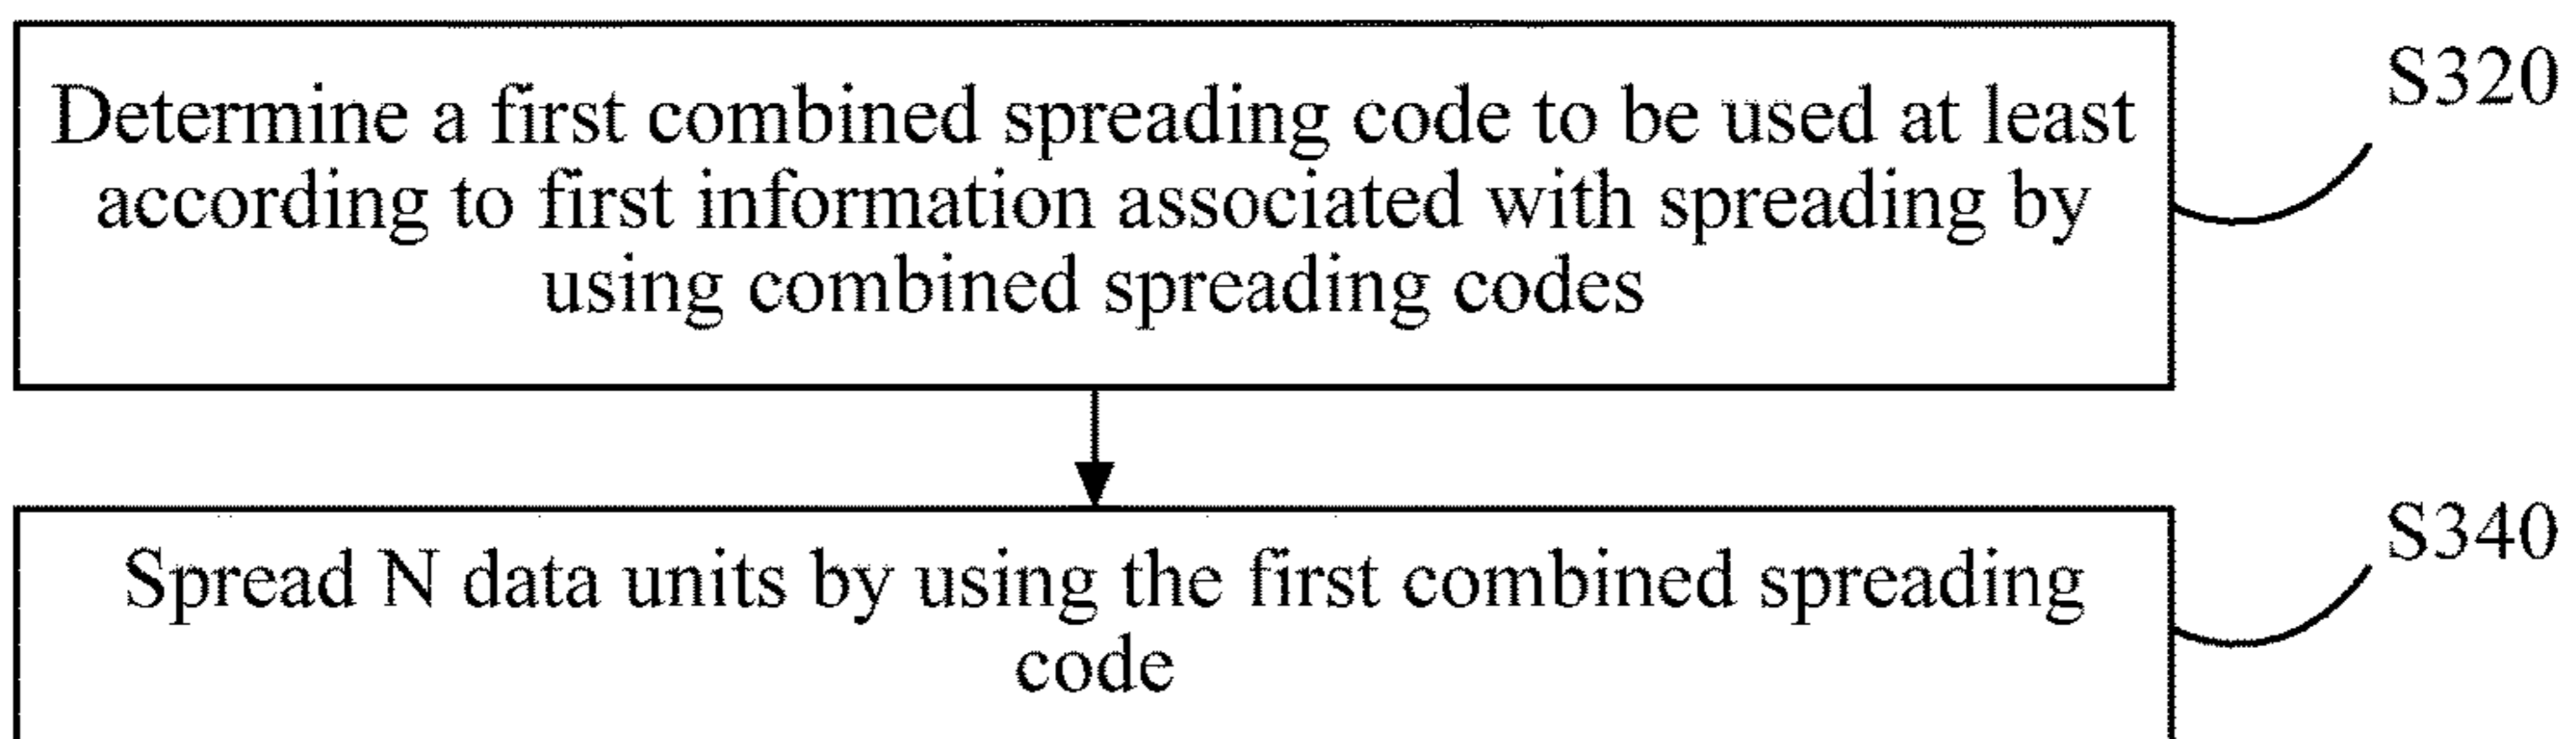 Determine a first combined spreading code to be used at least
according to first information associated with spreading by
using combined spreading codes
S320
Spread N data units by using the first combined spreading
code
S340